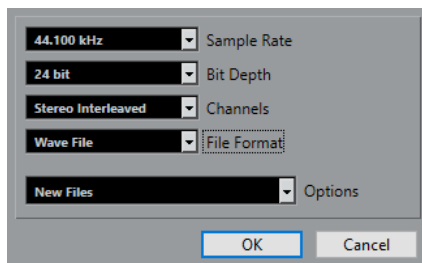 44.100 kHz Sample Rate
24 bit Bit Depth
Stereo Interleaved Channels
Wave File File Format
New Files Options
OK Cancel